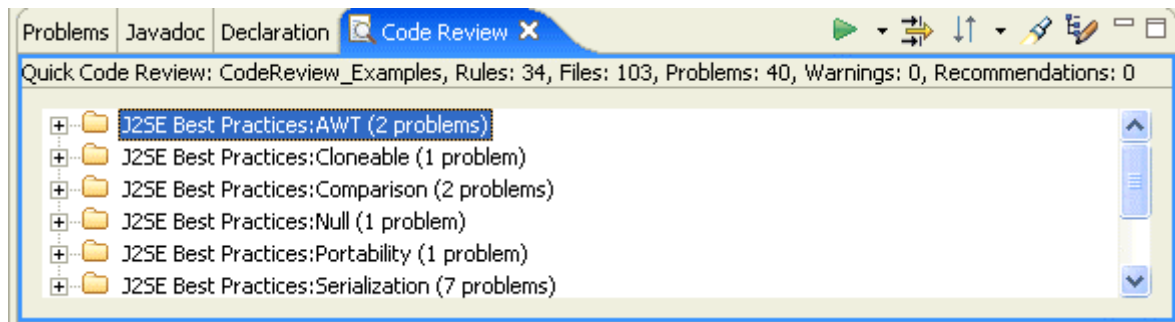 Problems Javadoc Declaration Code Review
Quick Code Review: CodeReview_Examples, Rules: 34, Files: 103, Problems: 40, Warnings: 0, Recommendations: 0
J2SE Best Practices:AWT (2 problems)
J2SE Best Practices:Cloneable (1 problem)
J2SE Best Practices:Comparison (2 problems)
J2SE Best Practices:Null (1 problem)
J2SE Best Practices:Portability (1 problem)
J2SE Best Practices:Serialization (7 problems)